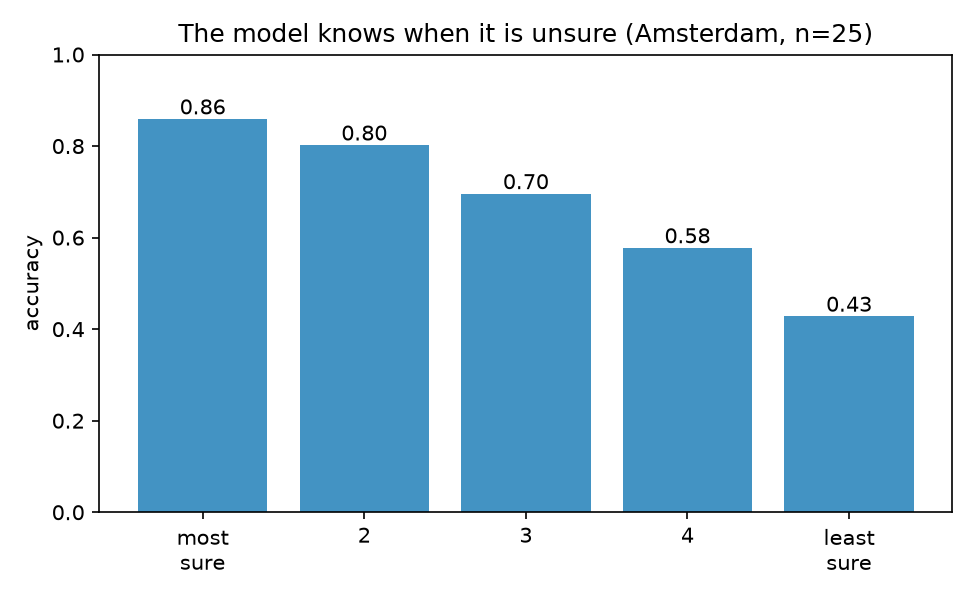 The model knows when it is unsure (Amsterdam, n=25)
1.0
0.8
0.6
0.4
0.2
0.0
accuracy
0.86
0.80
0.70
0.58
0.43
most
sure
2
3
4
least
sure